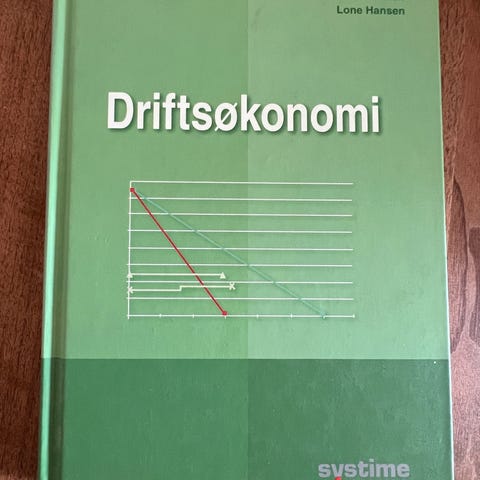 Lone Hansen
Driftsøkonomi
systime